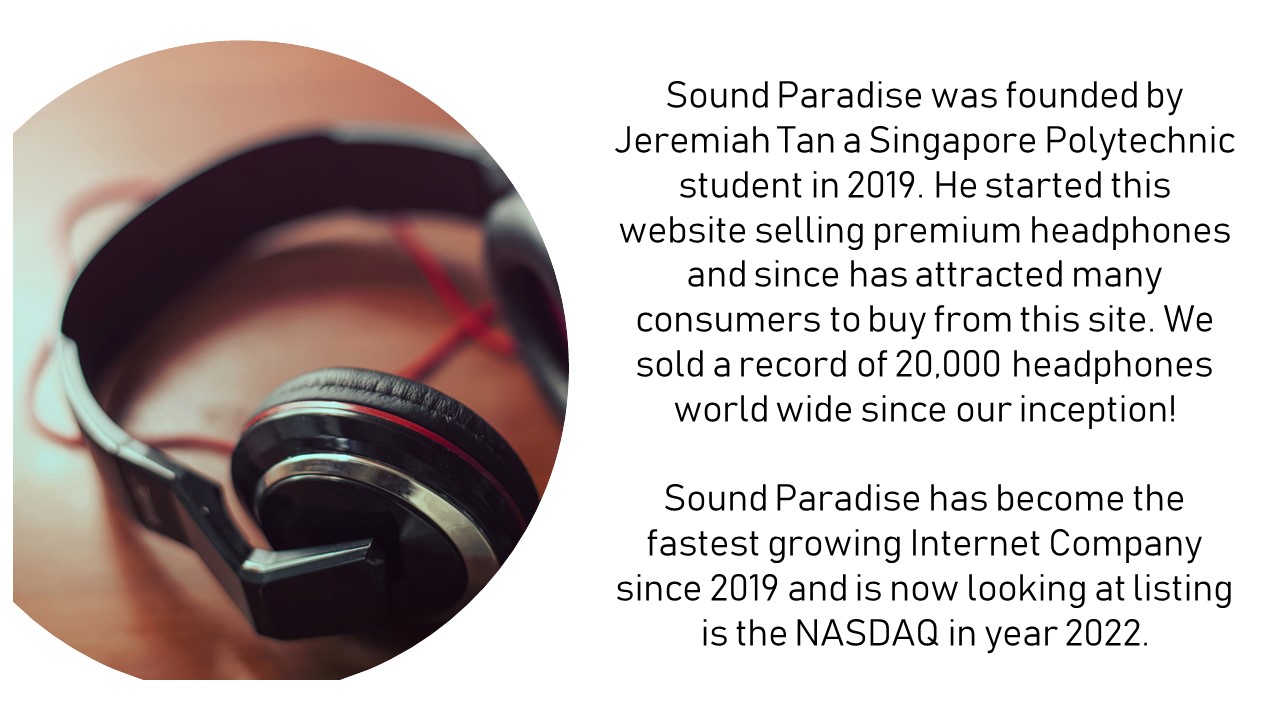 Sound Paradise was founded by
Jeremiah Tan a Singapore Polytechnic
student in 2019. He started this
website selling premium headphones
and since has attracted many
consumers to buy from this site. We
sold a record of 20,000 headphones
world wide since our inception!
Sound Paradise has become the
fastest growing Internet Company
since 2019 and is now looking at listing
is the NASDAQ in year 2022.